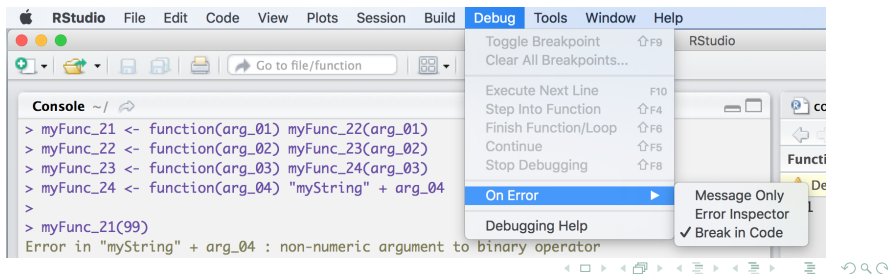 RStudio File Edit Code View Plots Session Build Debug Tools Window Help
RStudio
Toggle Breakpoint ⇧F9
Clear All Breakpoints...
Execute Next Line F10
Step Into Function ⇧F4
Finish Function/Loop ⇧F6
Continue ⇧F5
Stop Debugging ⇧F8
On Error
Debugging Help
Message Only
Error Inspector
✓ Break in Code
Go to file/function
Console ~/
> myFunc_21 <- function(arg_01) myFunc_22(arg_01)
> myFunc_22 <- function(arg_02) myFunc_23(arg_02)
> myFunc_23 <- function(arg_03) myFunc_24(arg_03)
> myFunc_24 <- function(arg_04) "myString" + arg_04
>
> myFunc_21(99)
Error in "myString" + arg_04 : non-numeric argument to binary operator
co
Functi
De
1